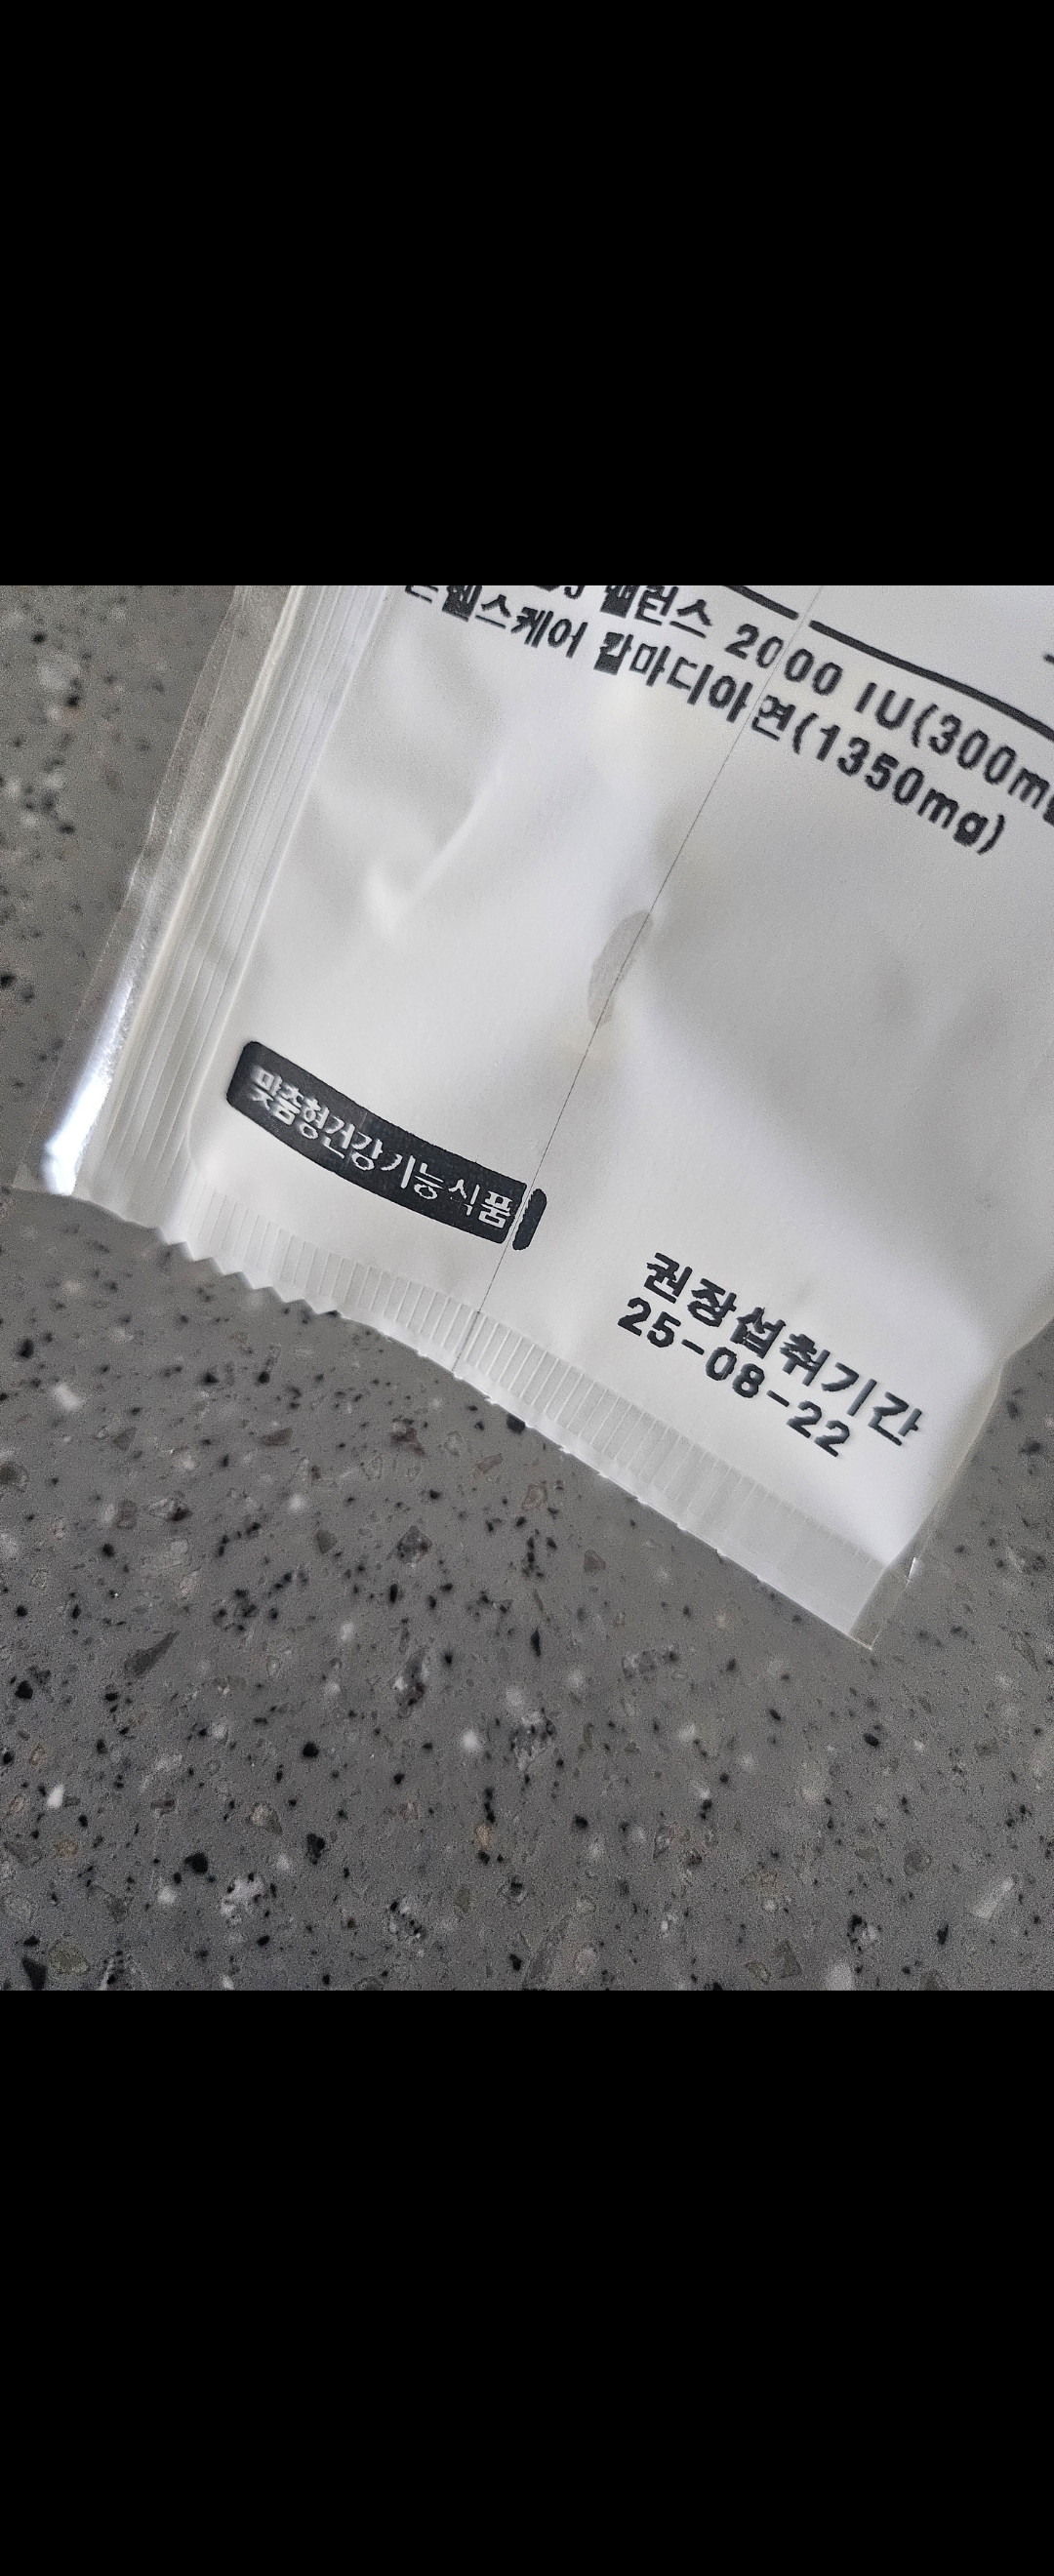 밸런스 2000 IU(300mg
헬스케어 칼마디아연(1350mg)
맞춤형건강기능식품
권장섭취기간
25-08-22